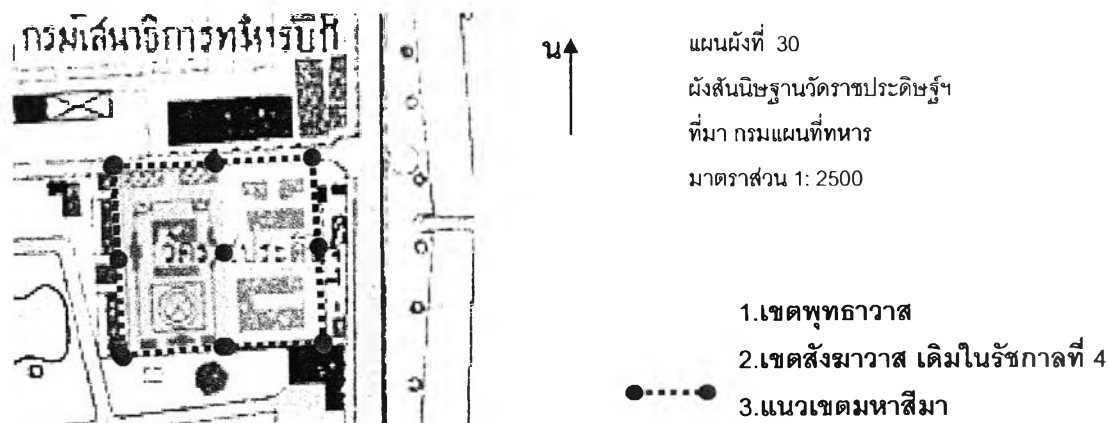 กรมเสนาธิการทหารบก
น
แผนผังที่ 30
ผังสันนิษฐานวัดราชประดิษฐ์ฯ
ที่มา กรมแผนที่ทหาร
มาตราส่วน 1: 2500
1.เขตพุทธาวาส
2.เขตสังฆาวาส เดิมในรัชกาลที่ 4
3.แนวเขตมหาสีมา